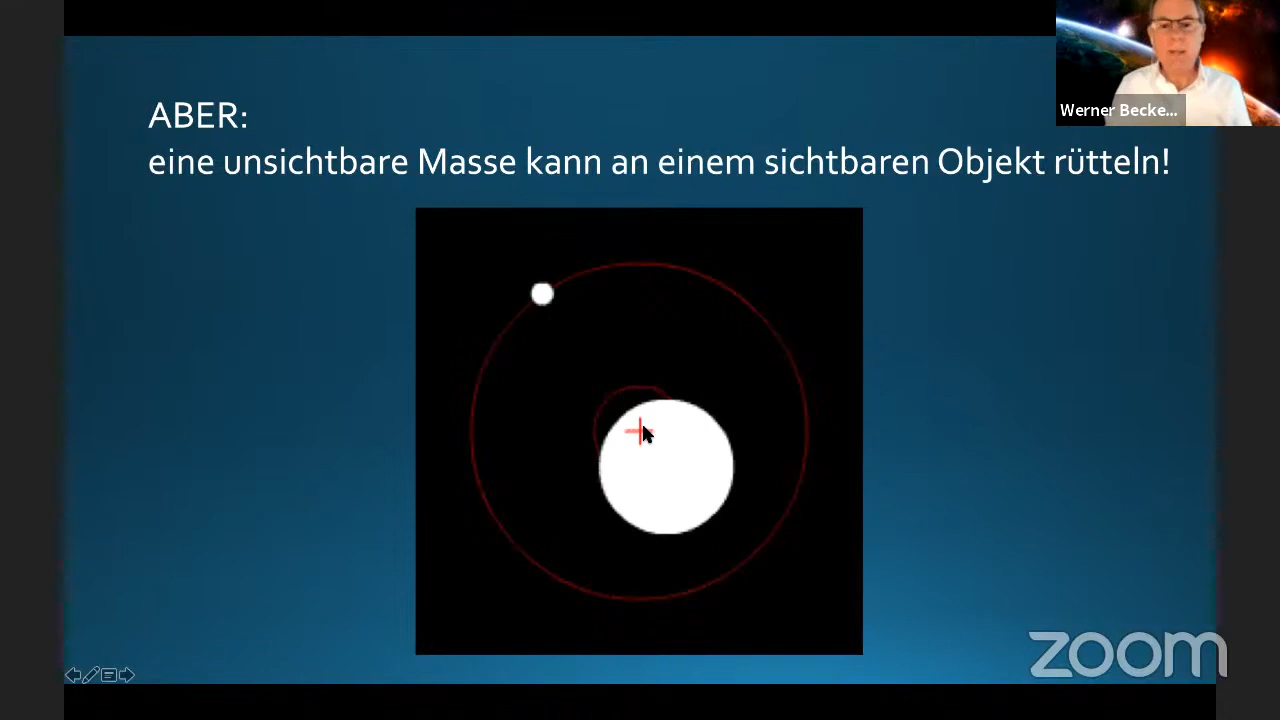 ABER:
eine unsichtbare Masse kann an einem sichtbaren Objekt rütteln!
Werner Becke...
zoom